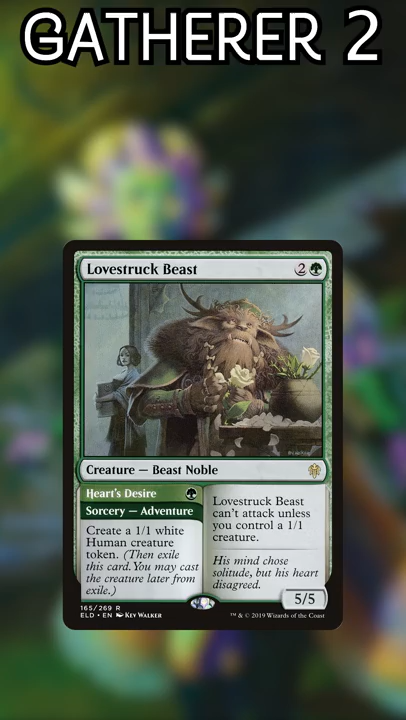 GATHERER 2
Lovestruck Beast
2
Creature — Beast Noble
Heart's Desire
Sorcery — Adventure
Create a 1/1 white
Human creature
token. (Then exile
this card. You may cast
the creature later from
exile.)
Lovestruck Beast
can't attack unless
you control a 1/1
creature.
His mind chose
solitude, but his heart
disagreed.
5/5
165/269 R
ELD • EN Key Walker
™ & © 2019 Wizards of the Coast